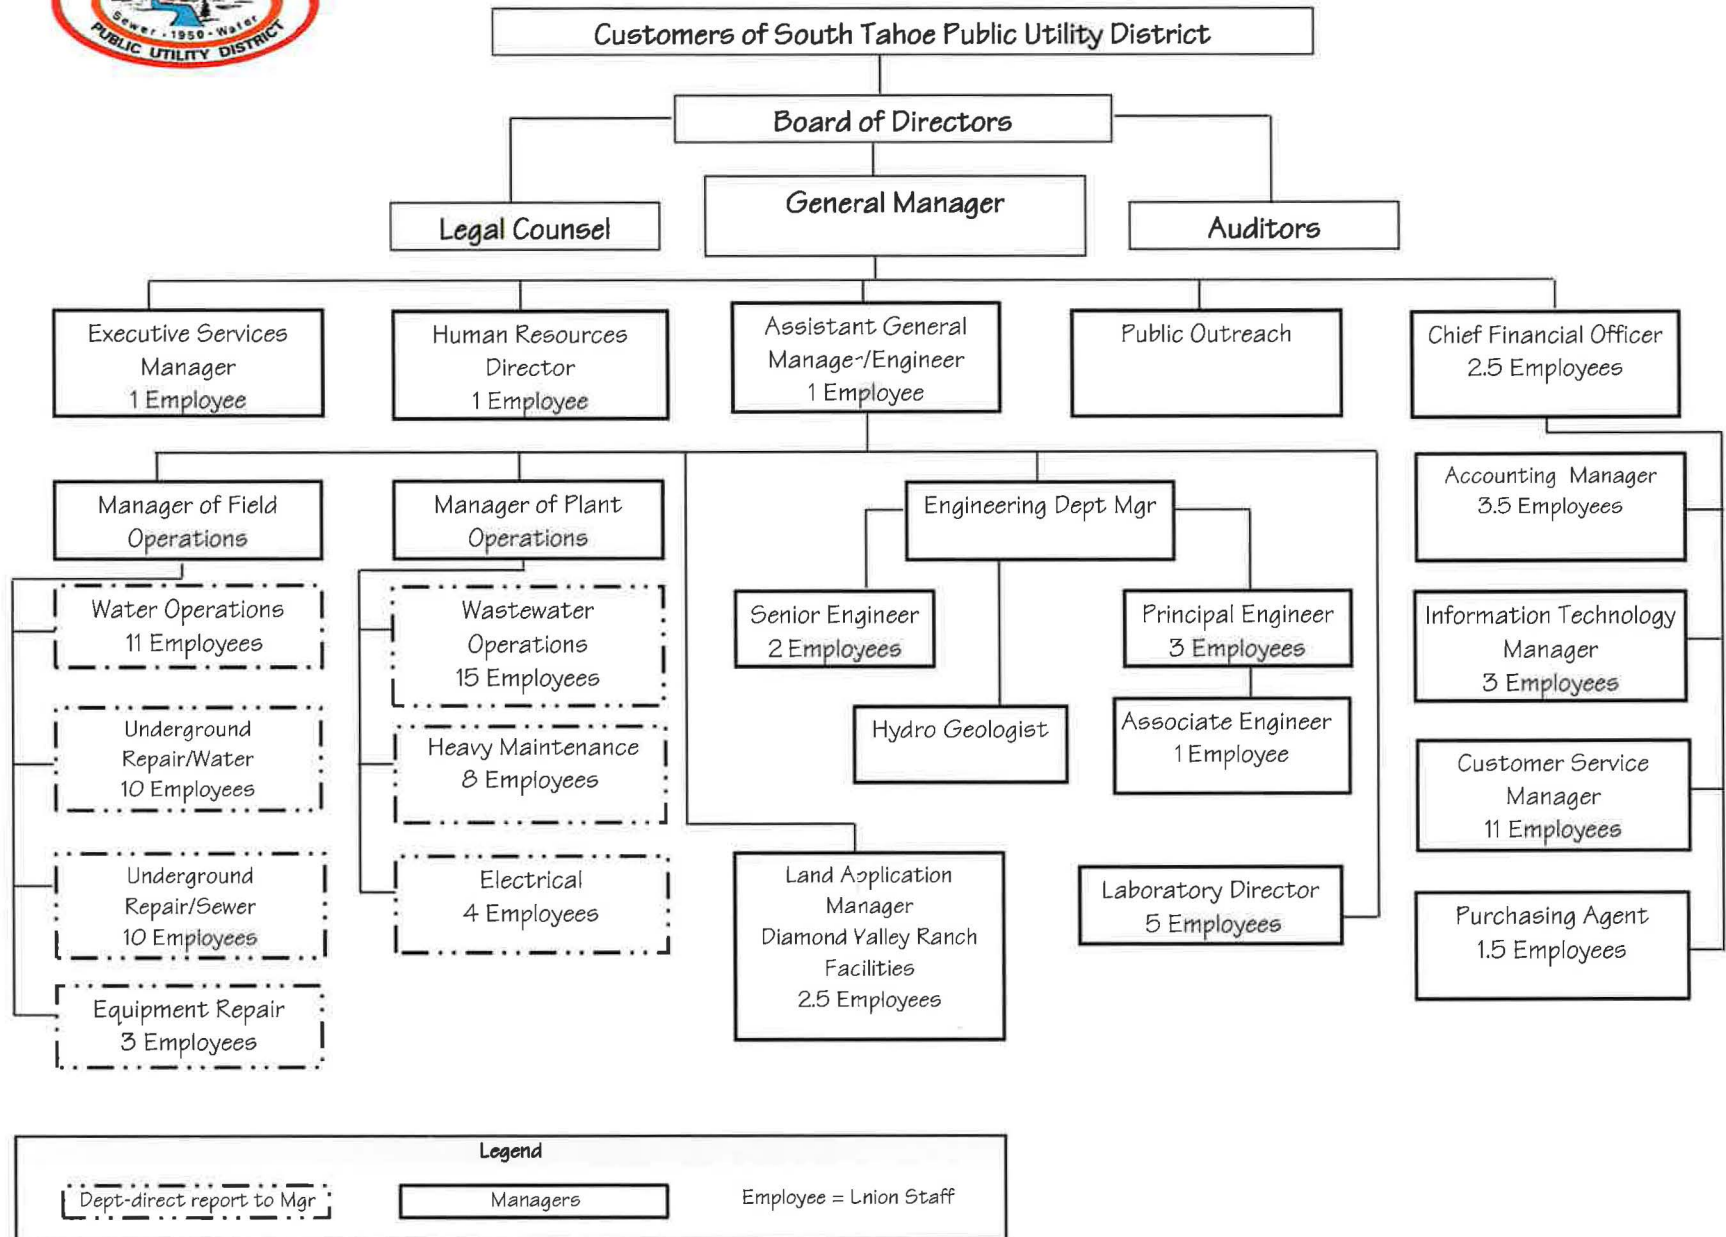 Sewer - 1950 - Water
PUBLIC UTILITY DISTRICT
Customers of South Tahoe Public Utility District
Board of Directors
General Manager
Legal Counsel
Auditors
Executive Services
Manager
1 Employee
Human Resources
Director
1 Employee
Assistant General
Manage-/Engineer
1 Employee
Public Outreach
Chief Financial Officer
2.5 Employees
Manager of Field
Operations
Manager of Plant
Operations
Engineering Dept Mgr
Accounting Manager
3.5 Employees
Water Operations
11 Employees
Wastewater
Operations
15 Employees
Senior Engineer
2 Employees
Principal Engineer
3 Employees
Information Technology
Manager
3 Employees
Underground
Repair/Water
10 Employees
Heavy Maintenance
8 Employees
Hydro Geologist
Associate Engineer
1 Employee
Customer Service
Manager
11 Employees
Underground
Repair/Sewer
10 Employees
Electrical
4 Employees
Land Application
Manager
Diamond Valley Ranch
Facilities
2.5 Employees
Laboratory Director
5 Employees
Purchasing Agent
1.5 Employees
Equipment Repair
3 Employees
Legend
Dept-direct report to Mgr
Managers
Employee = Lnion Staff